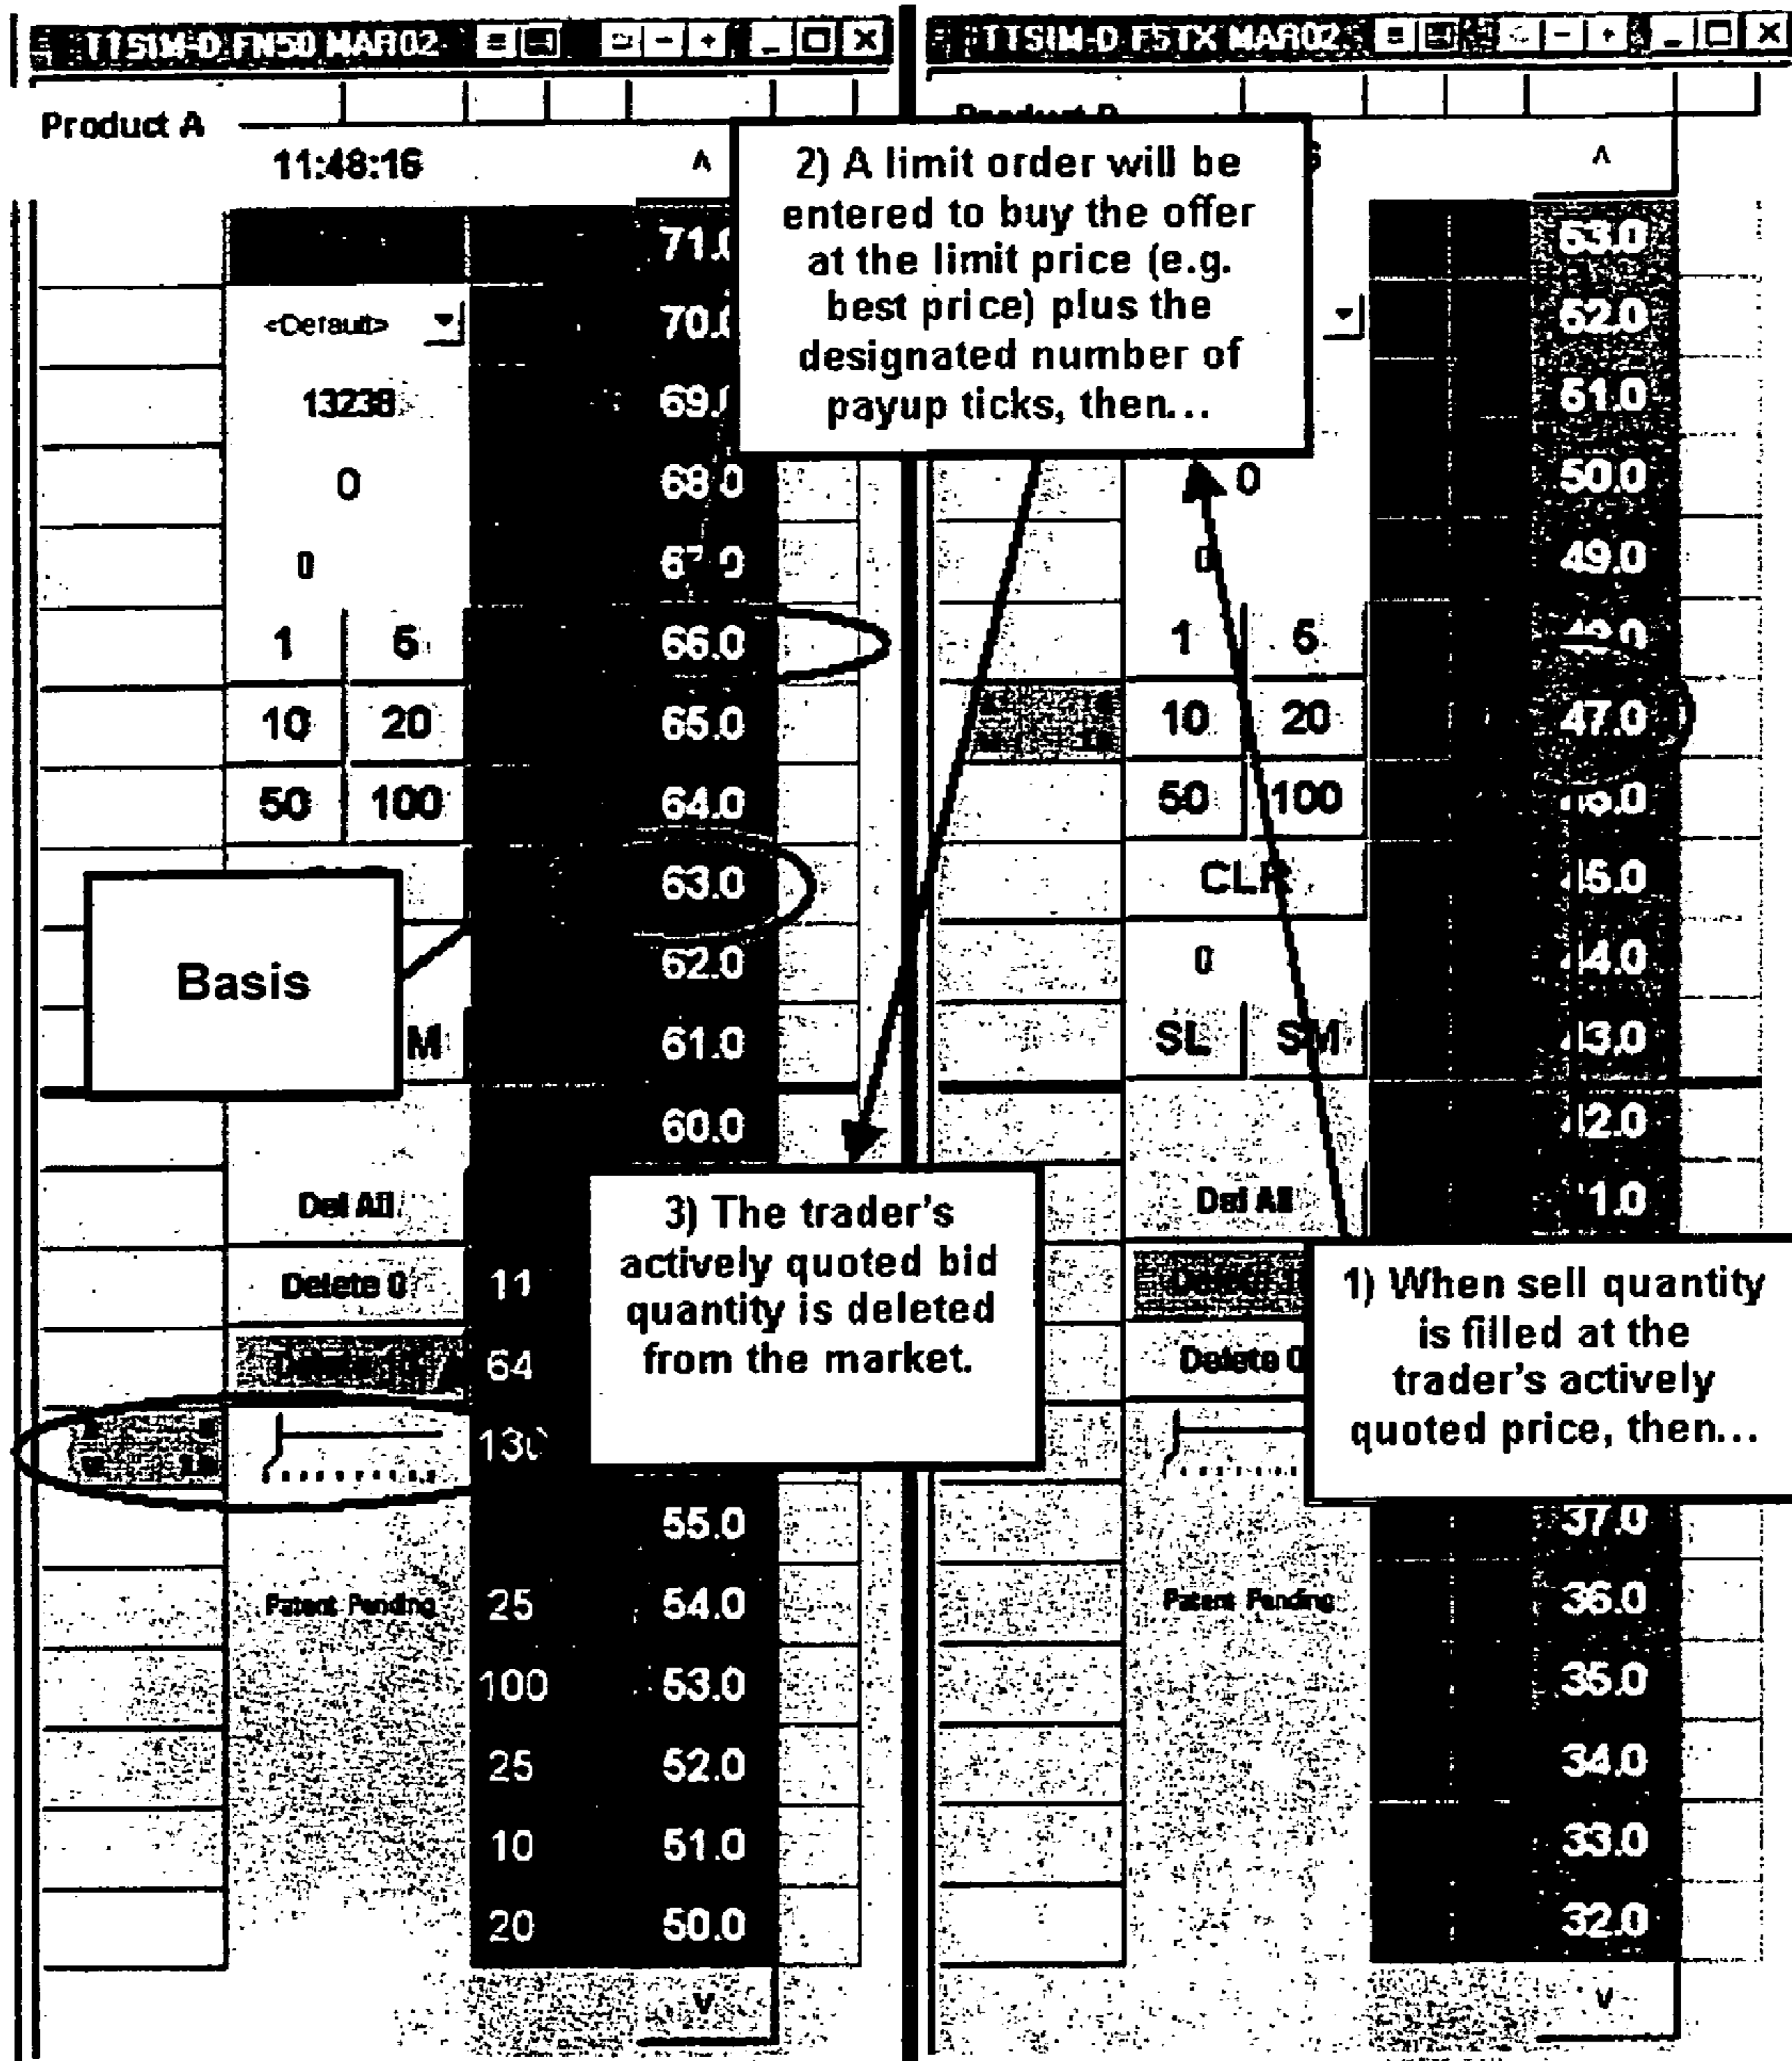 TTSIM-D FN50 MAR02
Product A
11:48:16
^
<Default>
13238
0
0
1 5
10 20
50 100
Basis
M
Del All
Delete 0
Patent Pending
70.0
69.0
68.0
67.0
66.0
65.0
64.0
63.0
62.0
61.0
60.0
11
64
130
55.0
25 54.0
100 53.0
25 52.0
10 51.0
20 50.0
v
2) A limit order will be
entered to buy the offer
at the limit price (e.g.
best price) plus the
designated number of
payup ticks, then...
3) The trader's
actively quoted bid
quantity is deleted
from the market.
TTSIM-D FSTX MAR02
^
0
0
1 5
10 20
50 100
CLR
0
SL SM
Del All
Delete 0
Patent Pending
53.0
52.0
51.0
50.0
49.0
47.0
1) When sell quantity
is filled at the
trader's actively
quoted price, then...
37.0
36.0
35.0
34.0
33.0
32.0
v